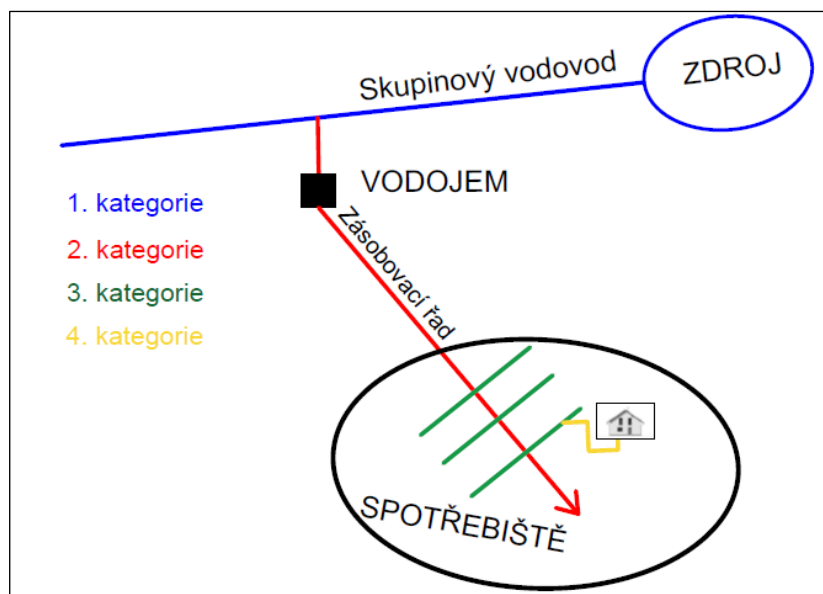 Skupinový vodovod
ZDROJ
VODOJEM
1. kategorie
2. kategorie
3. kategorie
4. kategorie
Zásobovací řad
SPOTŘEBIŠTĚ